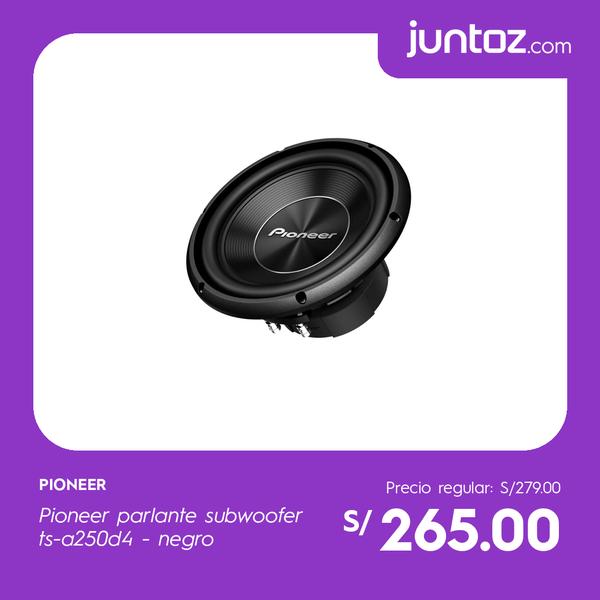 juntoz.com
Pioneer
PIONEER
Pioneer parlante subwoofer
ts-a250d4 - negro
Precio regular: S/279.00
S/ 265.00